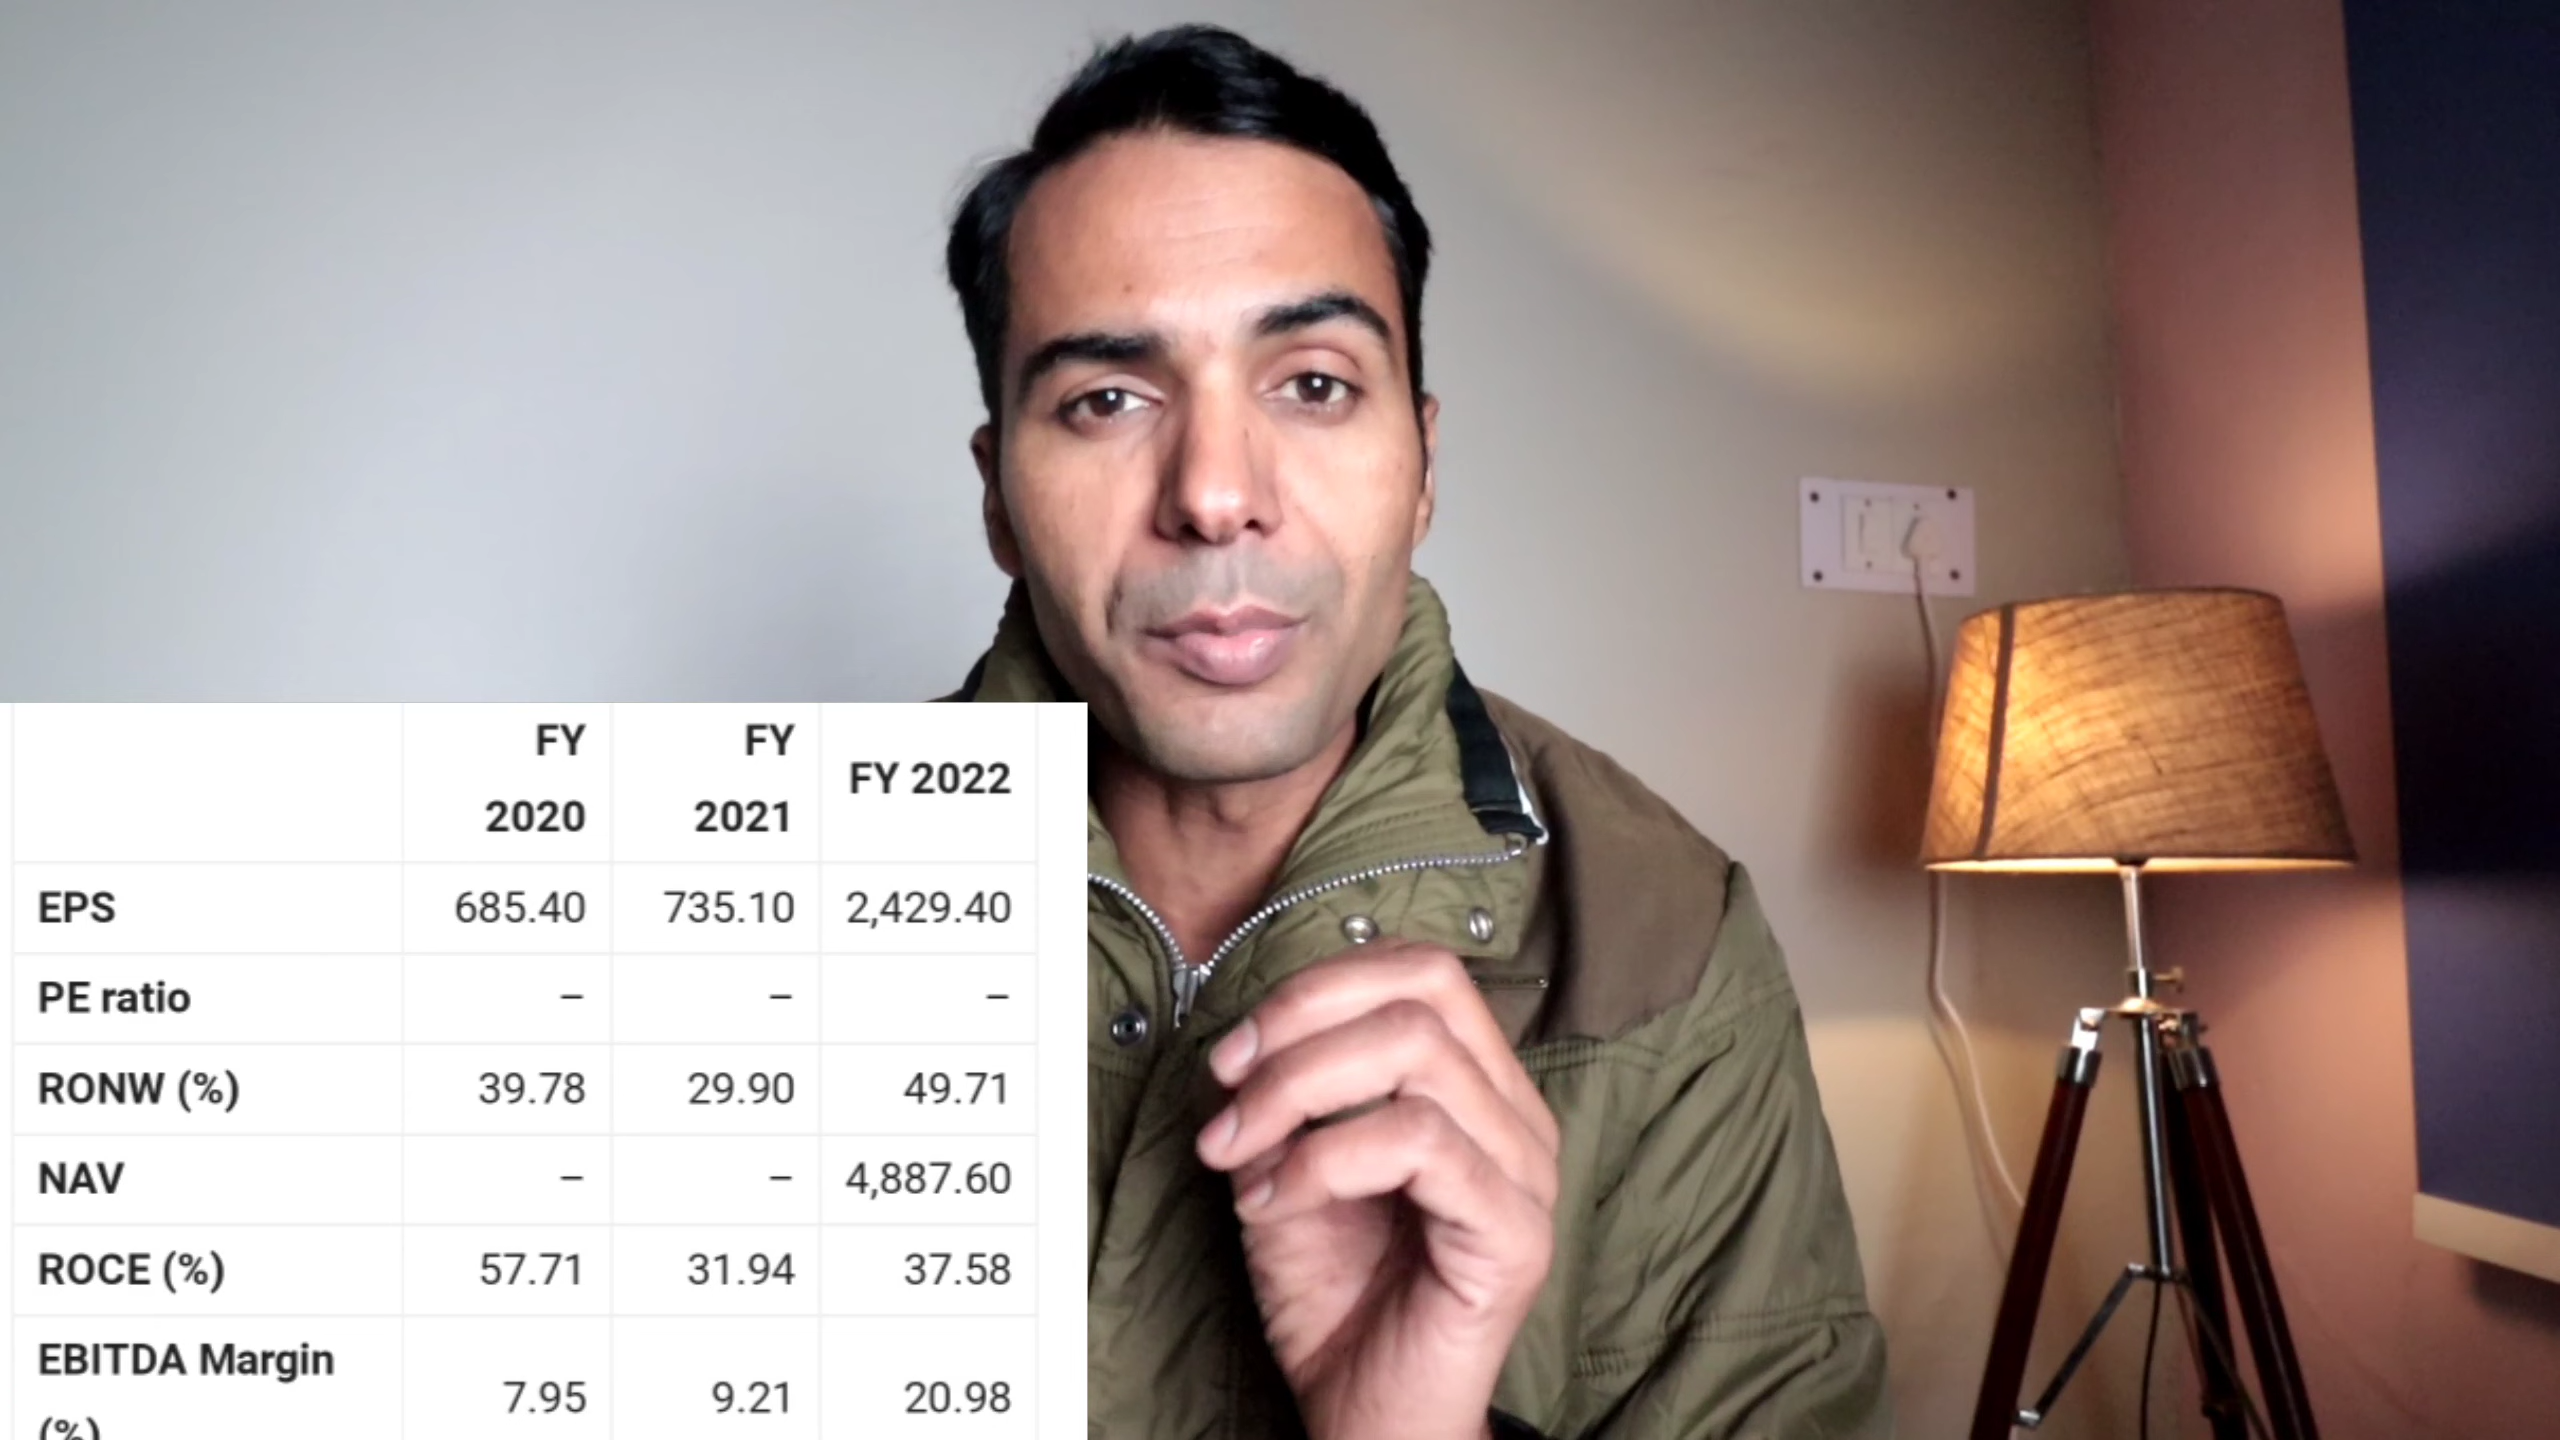 FY 2020 FY 2021 FY 2022
EPS 685.40 735.10 2,429.40
PE ratio – – –
RONW (%) 39.78 29.90 49.71
NAV – – 4,887.60
ROCE (%) 57.71 31.94 37.58
EBITDA Margin (%) 7.95 9.21 20.98